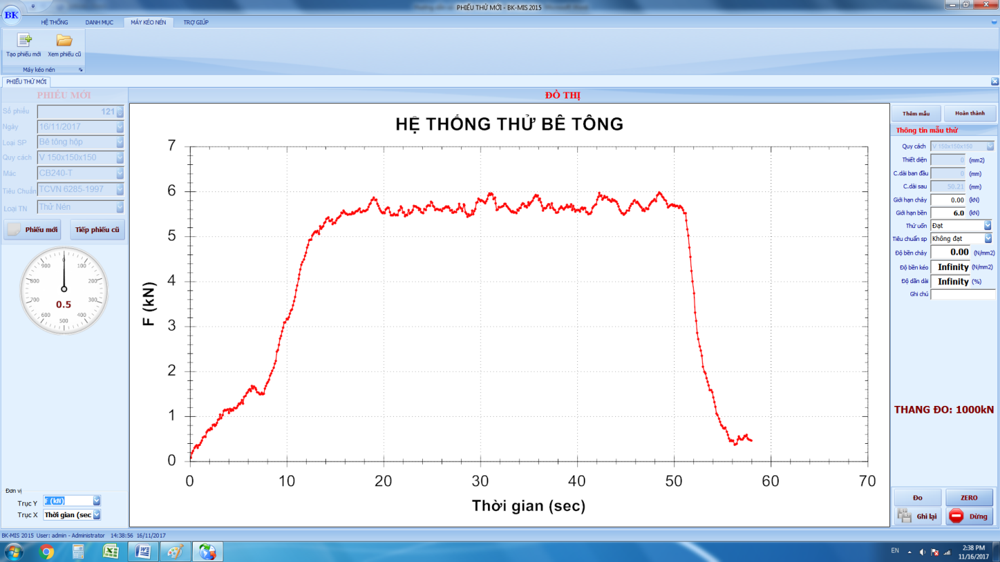 PHIẾU THỬ MỚI - BK-MIS 2015
BK
HỆ THỐNG DANH MỤC MÁY KÉO NÉN TRỢ GIÚP
Tạo phiếu mới Xem phiếu cũ
Máy kéo nén
PHIẾU THỬ MỚI
PHIẾU MỚI
Số phiếu 121
Ngày 16/11/2017
Loại SP Bê tông hộp
Quy cách V 150x150x150
Mác CB240-T
Tiêu Chuẩn TCVN 6285-1997
Loại TN Thử Nén
Phiếu mới Tiếp phiếu cũ
0 100 200 300 400 500 600 700 800 900
0.5
Đơn vị
Trục Y F (kN)
Trục X Thời gian (sec
ĐỒ THỊ
HỆ THỐNG THỬ BÊ TÔNG
7
6
5
4
3
2
1
0
F (kN)
0 10 20 30 40 50 60 70
Thời gian (sec)
Thêm mẫu Hoàn thành
Thông tin mẫu thử
Quy cách V 150x150x150
Thiết diện 0 (mm2)
C.dài ban đầu 0 (mm)
C.dài sau 50.21 (mm)
Giới hạn chảy 0.00 (kN)
Giới hạn bền 6.0 (kN)
Thử uốn Đạt
Tiêu chuẩn sp Không đạt
Độ bền chảy 0.00 (N/mm2)
Độ bền kéo Infinity (N/mm2)
Độ dãn dài Infinity (%)
Ghi chú
THANG ĐO: 1000kN
Đo ZERO
Ghi lại Dừng
BK-MIS 2015 User: admin - Administrator 14:38:56 16/11/2017
EN 2:38 PM
11/16/2017